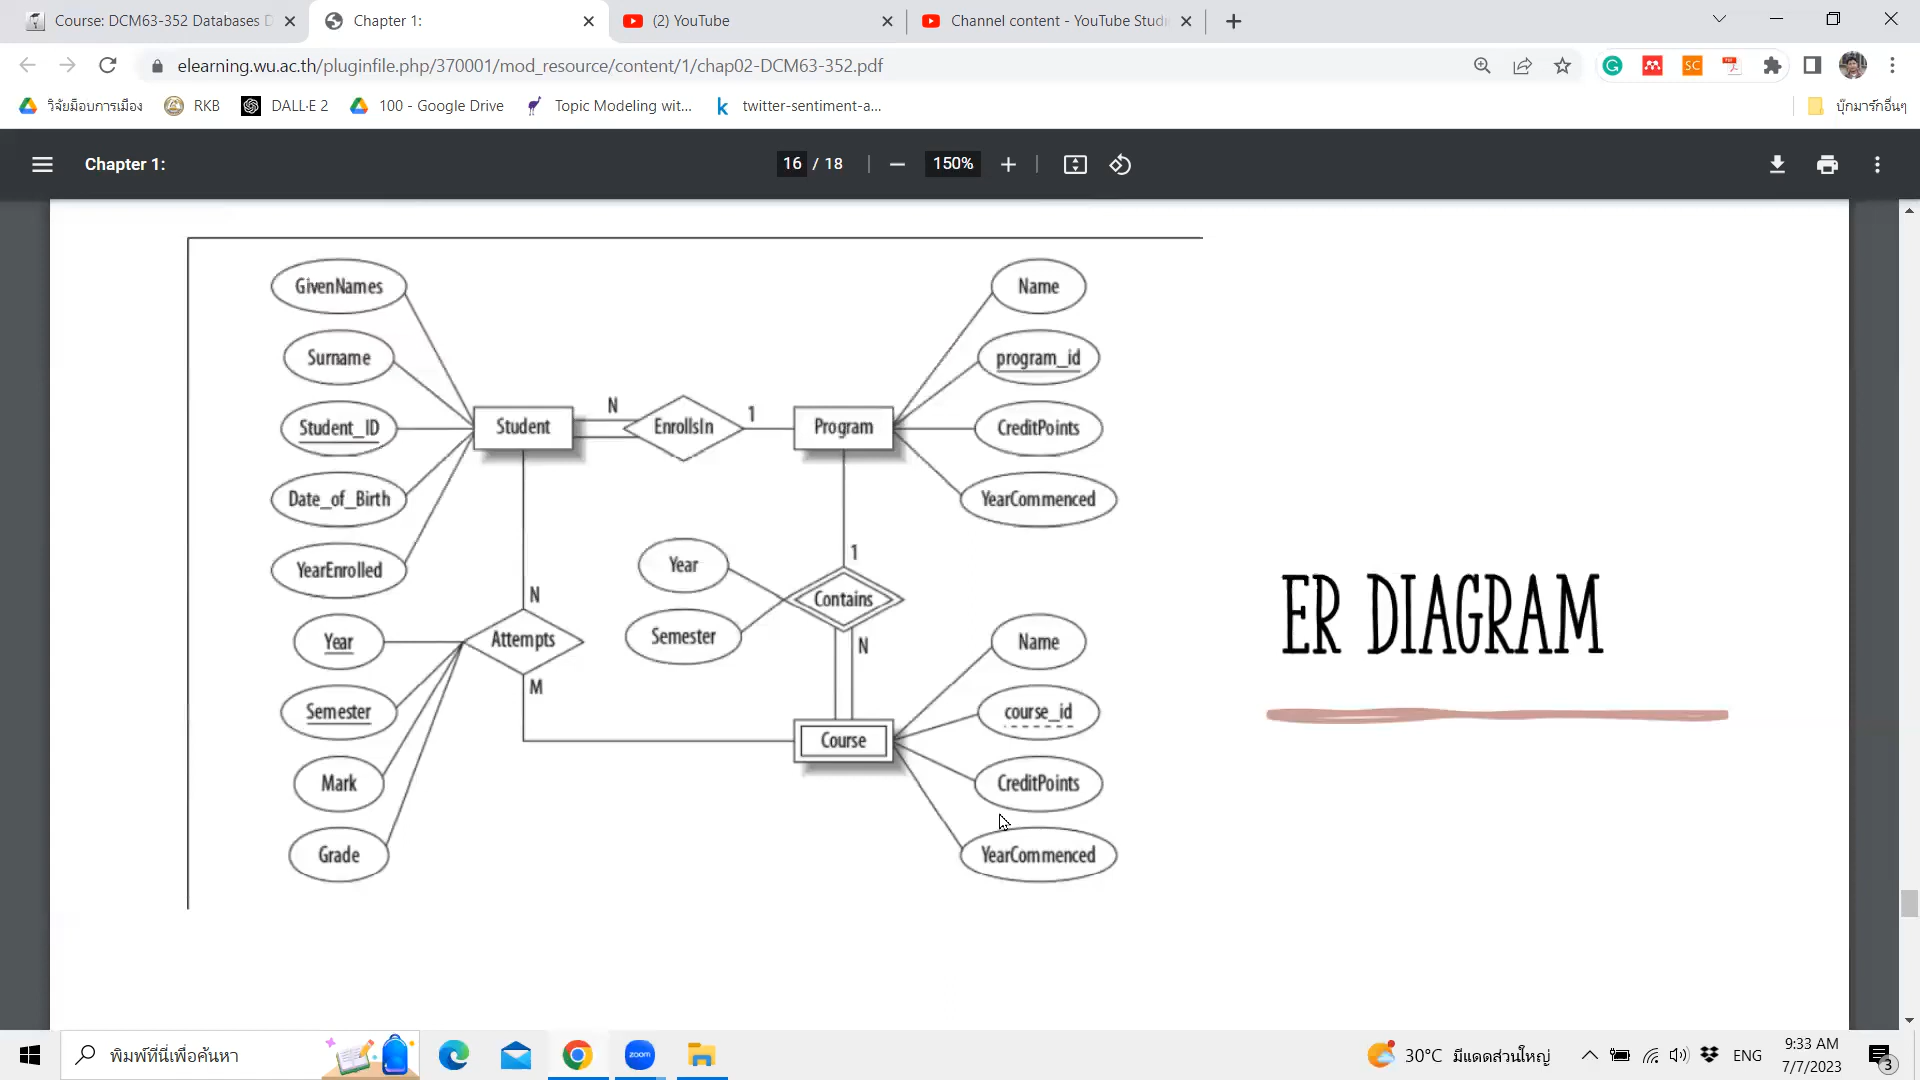 Course: DCM63-352 Databases D
Chapter 1:
(2) YouTube
Channel content - YouTube Studi
elearning.wu.ac.th/pluginfile.php/370001/mod_resource/content/1/chap02-DCM63-352.pdf
วิจัยม็อบการเมือง
RKB
DALL·E 2
100 - Google Drive
Topic Modeling wit...
twitter-sentiment-a...
บุ๊กมาร์กอื่นๆ
Chapter 1:
16 / 18
150%
GivenNames
Surname
Student_ID
Date_of_Birth
YearEnrolled
Student
N
EnrollsIn
1
Program
Name
program_id
CreditPoints
YearCommenced
Year
Semester
Mark
Grade
N
Attempts
M
Year
Semester
1
Contains
N
Course
Name
course_id
CreditPoints
YearCommenced
ER DIAGRAM
พิมพ์ที่นี่เพื่อค้นหา
zoom
30°C มีแดดส่วนใหญ่
ENG
9:33 AM
7/7/2023
3